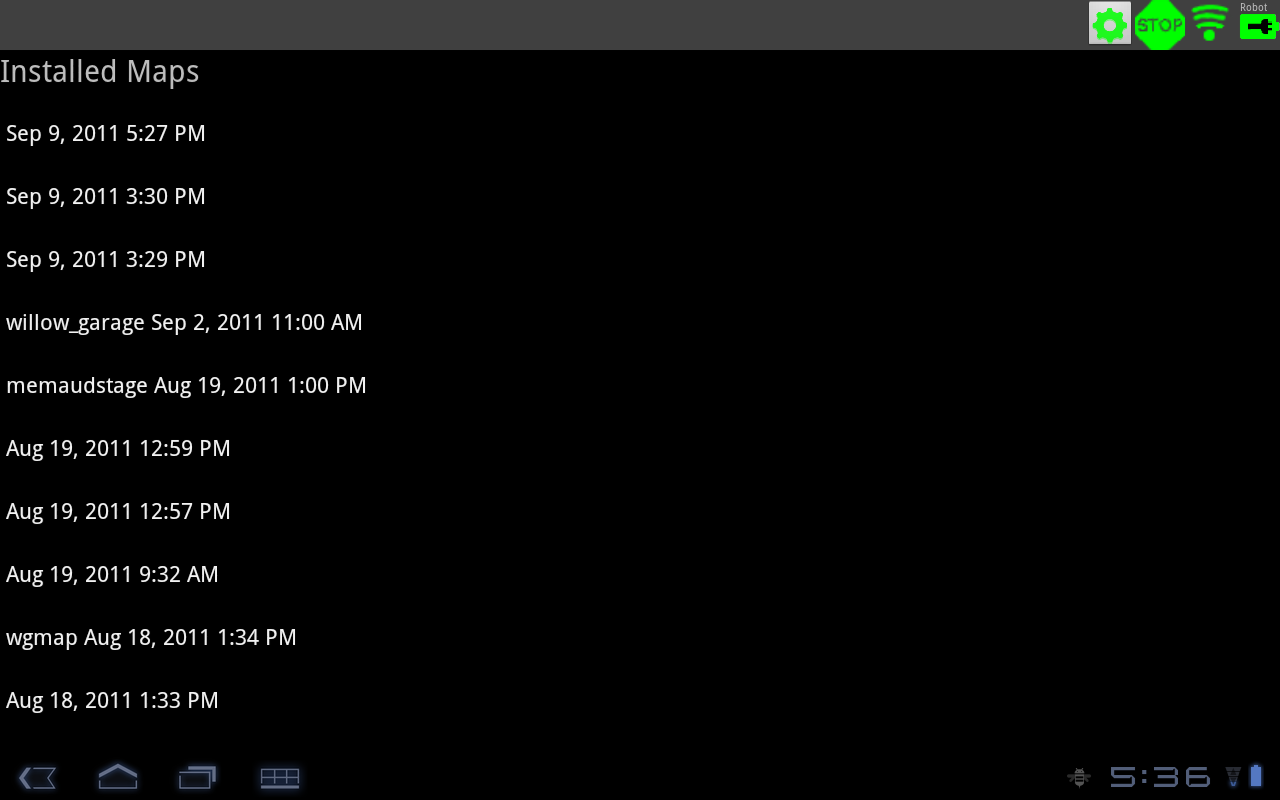 STOP
Robot
Installed Maps
Sep 9, 2011 5:27 PM
Sep 9, 2011 3:30 PM
Sep 9, 2011 3:29 PM
willow_garage Sep 2, 2011 11:00 AM
memaudstage Aug 19, 2011 1:00 PM
Aug 19, 2011 12:59 PM
Aug 19, 2011 12:57 PM
Aug 19, 2011 9:32 AM
wgmap Aug 18, 2011 1:34 PM
Aug 18, 2011 1:33 PM
5:36